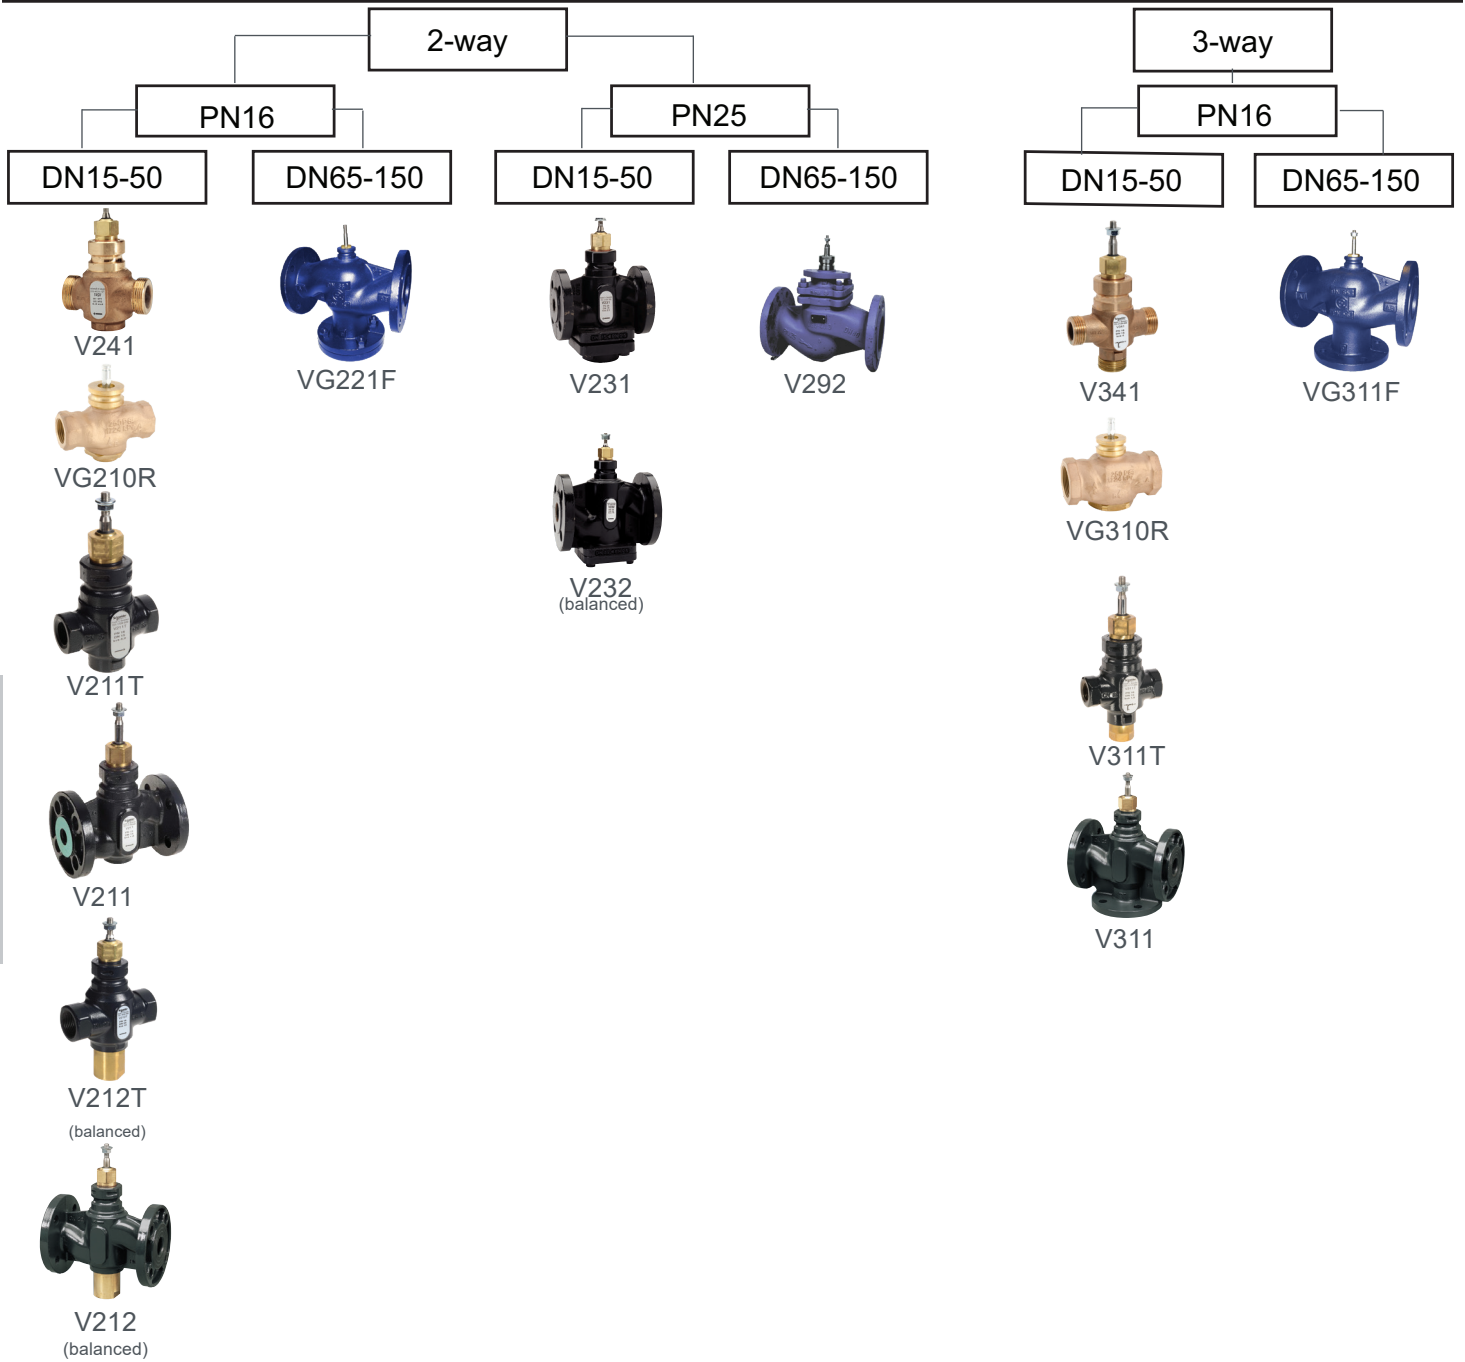 2-way
3-way
PN16
PN25
PN16
DN15-50
DN65-150
DN15-50
DN65-150
DN15-50
DN65-150
V241
VG221F
V231
V292
V341
VG311F
VG210R
VG310R
V232
(balanced)
V211T
V311T
V211
V311
V212T
(balanced)
V212
(balanced)